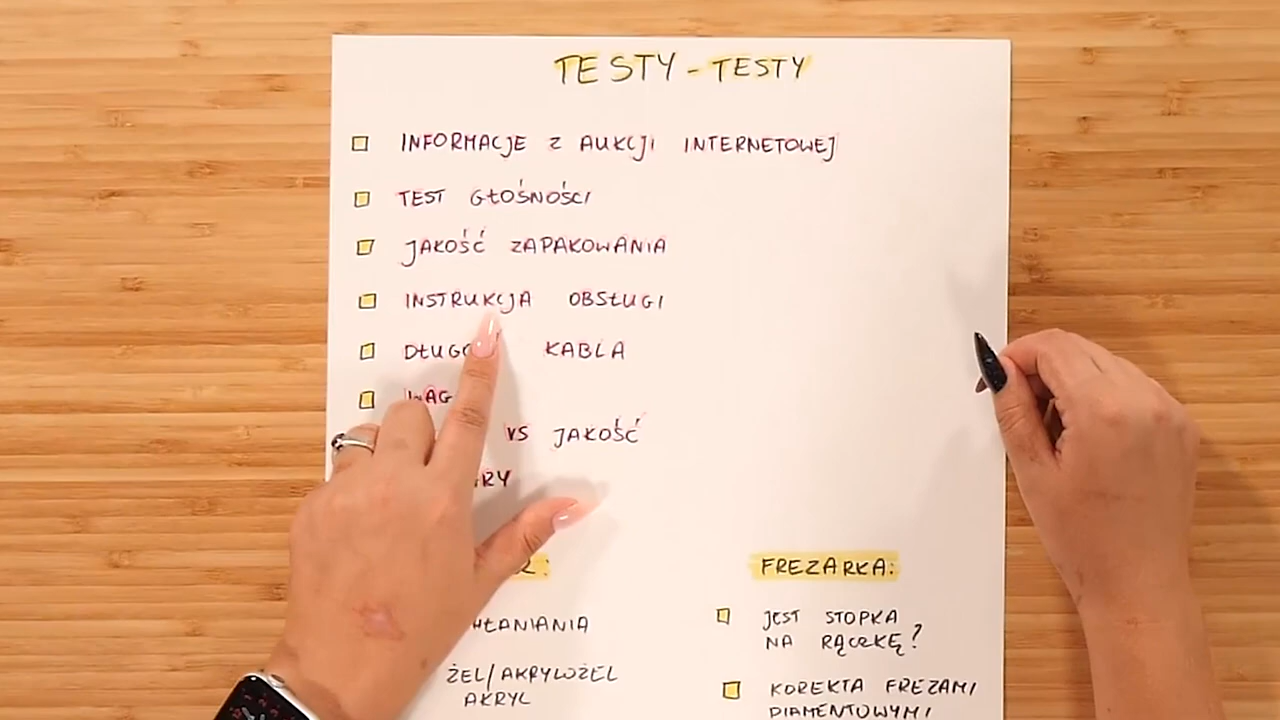 TESTY - TESTY
INFORMACJE Z AUKCJI INTERNETOWEJ
TEST GŁOŚNOŚCI
JAKOŚĆ ZAPAKOWANIA
INSTRUKCJA OBSŁUGI
KABLA
VS JAKOŚĆ
FREZARKA:
JEST STOPKA
NA RĄCZKĘ?
ŻEL/AKRYLOŻEL
AKRYL
KOREKTA FREZAMI
DIAMENTOWYMI